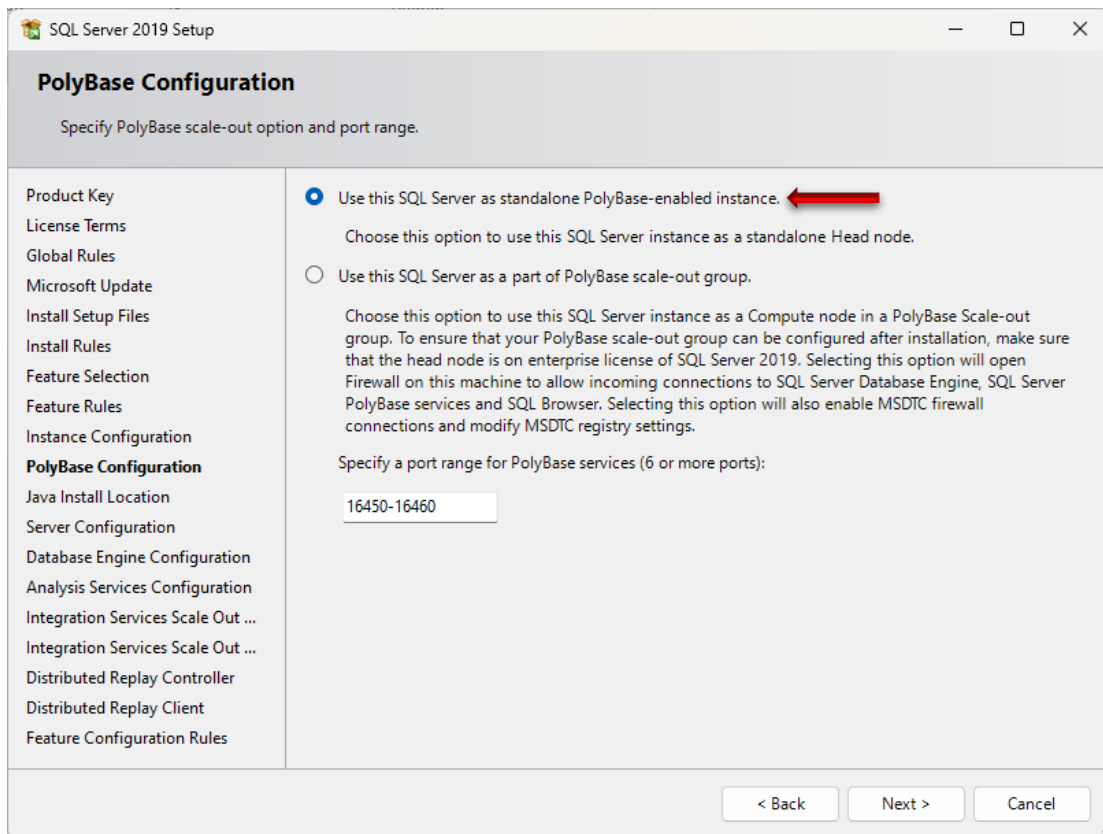 SQL Server 2019 Setup
PolyBase Configuration
Specify PolyBase scale-out option and port range.
Product Key
License Terms
Global Rules
Microsoft Update
Install Setup Files
Install Rules
Feature Selection
Feature Rules
Instance Configuration
PolyBase Configuration
Java Install Location
Server Configuration
Database Engine Configuration
Analysis Services Configuration
Integration Services Scale Out ...
Integration Services Scale Out ...
Distributed Replay Controller
Distributed Replay Client
Feature Configuration Rules
Use this SQL Server as standalone PolyBase-enabled instance.
Choose this option to use this SQL Server instance as a standalone Head node.
Use this SQL Server as a part of PolyBase scale-out group.
Choose this option to use this SQL Server instance as a Compute node in a PolyBase Scale-out
group. To ensure that your PolyBase scale-out group can be configured after installation, make sure
that the head node is on enterprise license of SQL Server 2019. Selecting this option will open
Firewall on this machine to allow incoming connections to SQL Server Database Engine, SQL Server
PolyBase services and SQL Browser. Selecting this option will also enable MSDTC firewall
connections and modify MSDTC registry settings.
Specify a port range for PolyBase services (6 or more ports):
16450-16460
< Back
Next >
Cancel